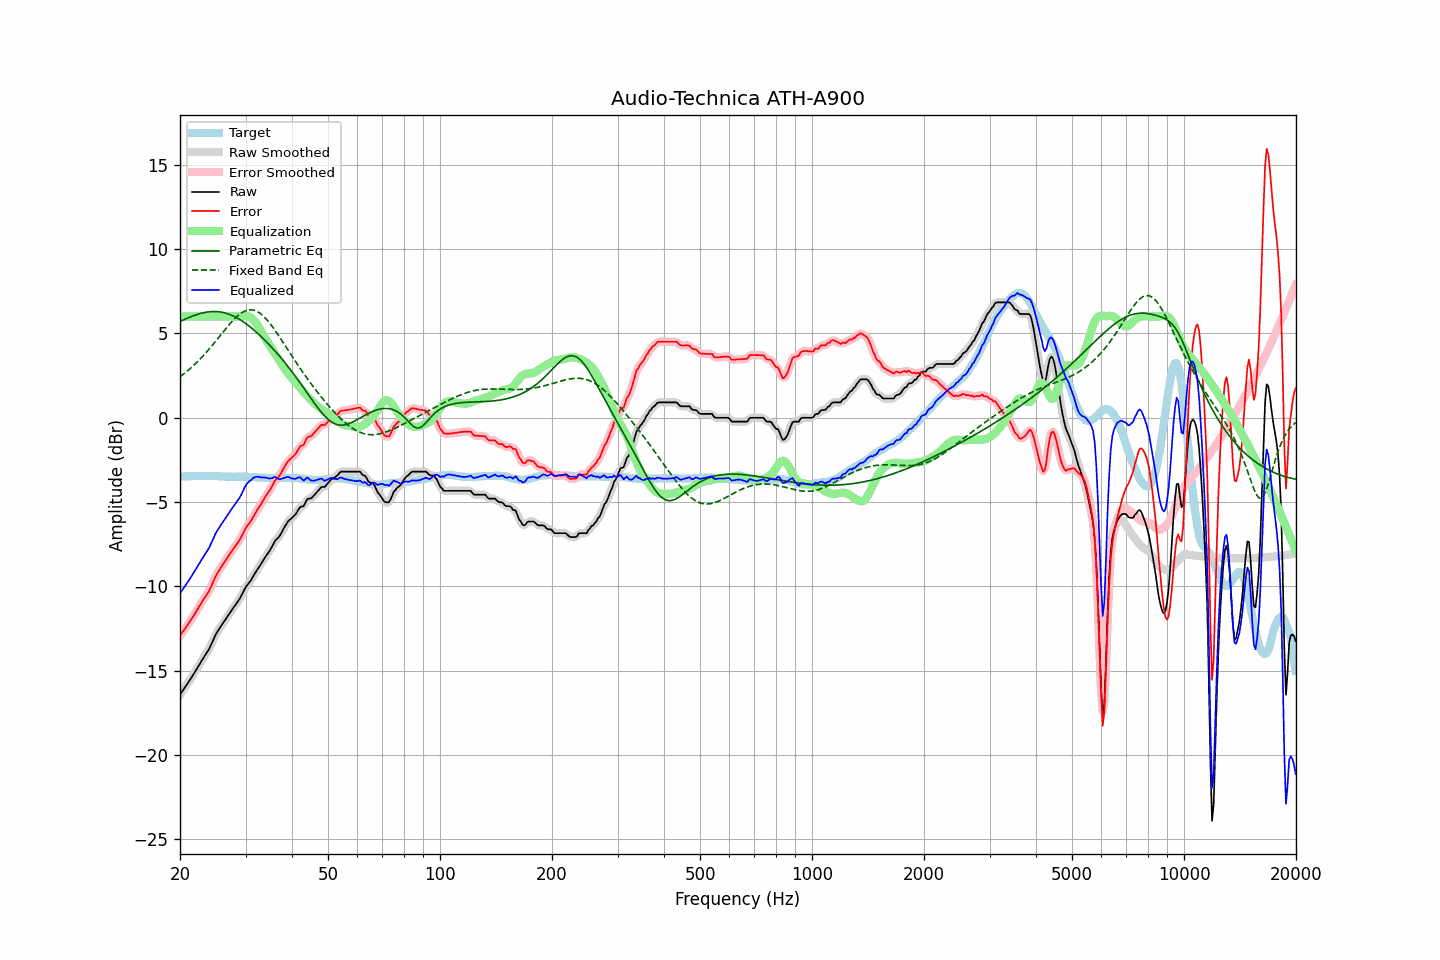 Audio-Technica ATH-A900
Target
Raw Smoothed
Error Smoothed
Raw
Error
Equalization
Parametric Eq
Fixed Band Eq
Equalized
15
10
5
0
−5
−10
−15
−20
−25
Amplitude (dBr)
20
50
100
200
500
1000
2000
5000
10000
20000
Frequency (Hz)